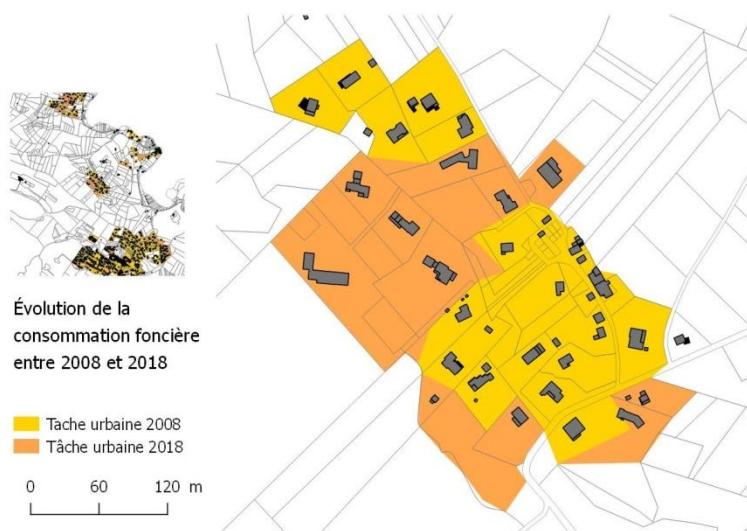 Évolution de la
consommation foncière
entre 2008 et 2018
Tache urbaine 2008
Tâche urbaine 2018
0 60 120 m